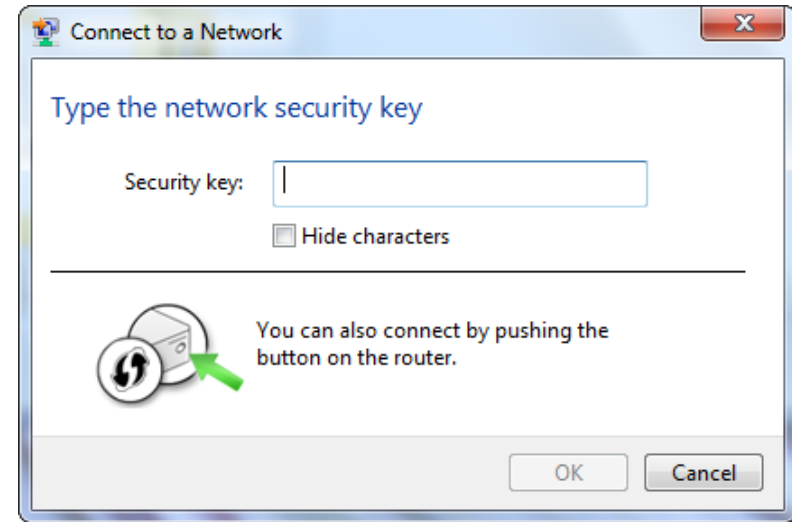 Connect to a Network
Type the network security key
Security key:
Hide characters
You can also connect by pushing the
button on the router.
OK
Cancel